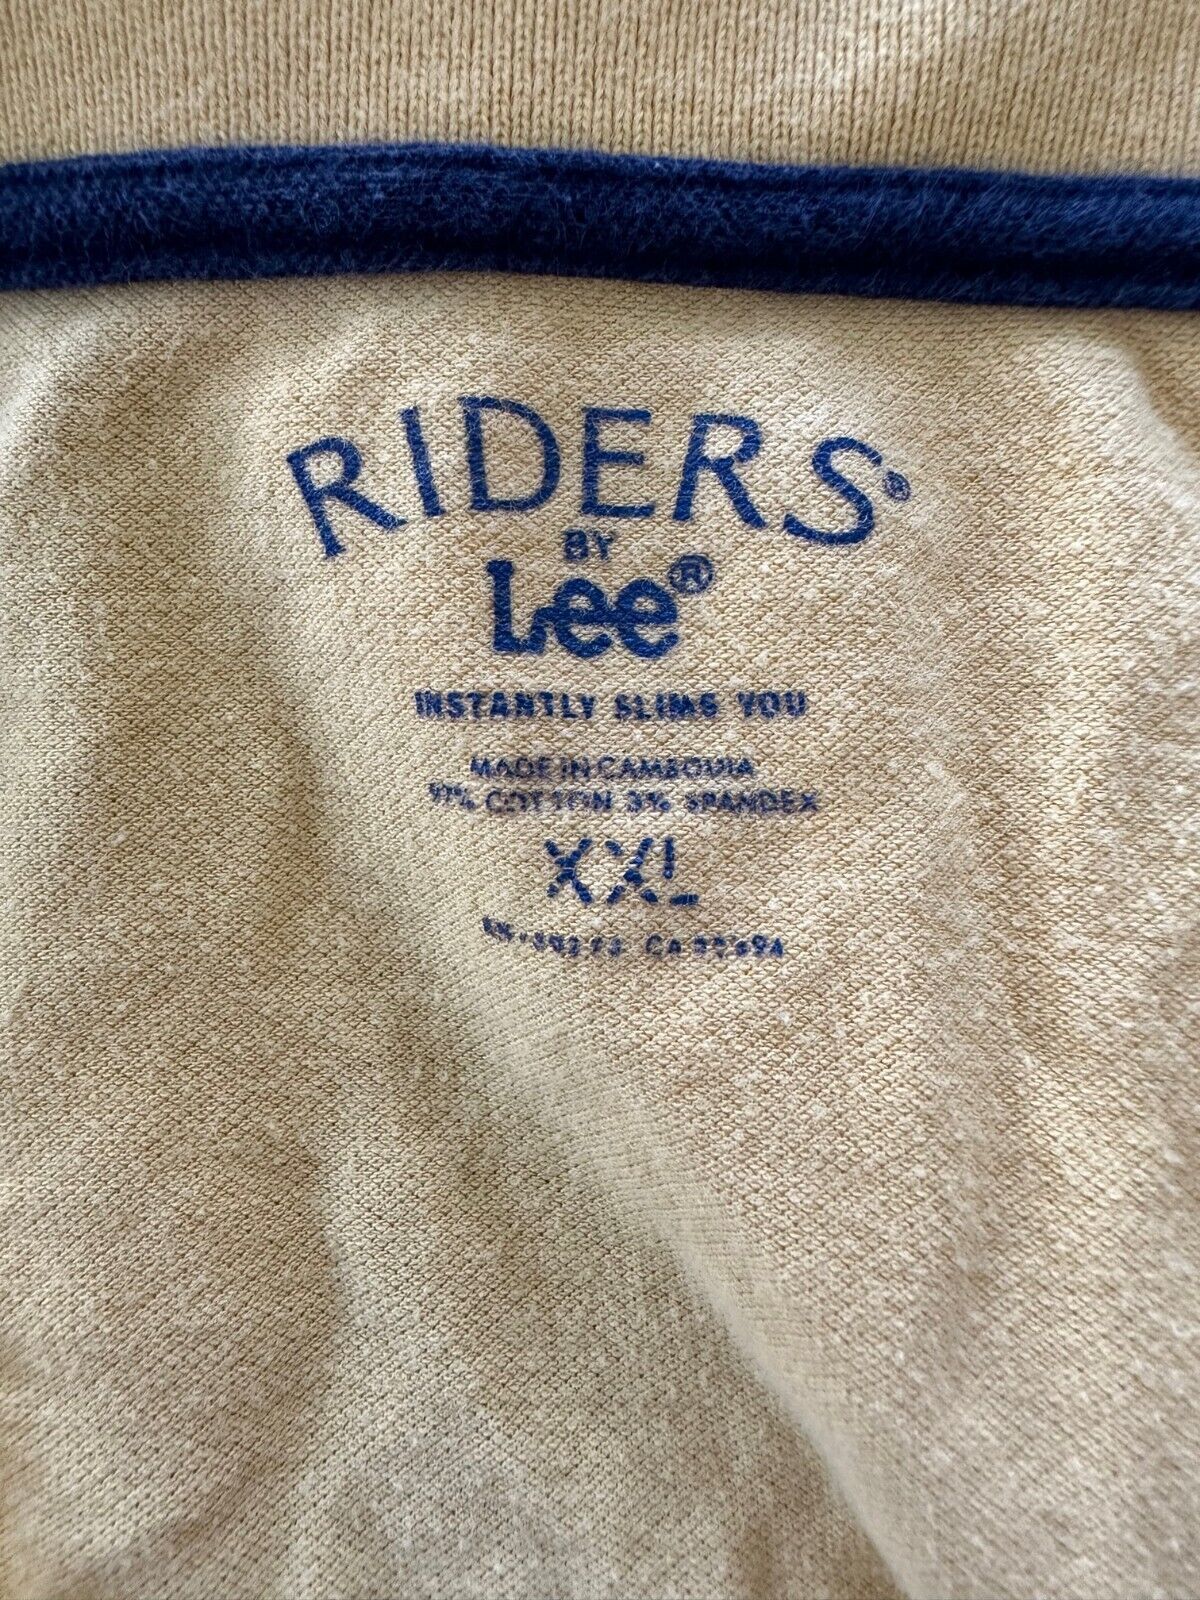 RIDERS®
BY
Lee®
INSTANTLY SLIMS YOU
MADE IN CAMBODIA
97% COTTON 3% SPANDEX
XXL